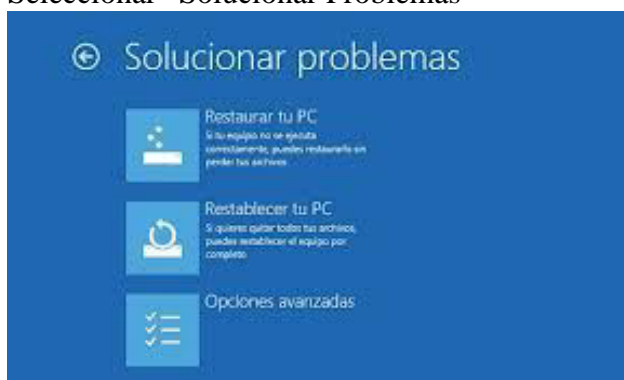 Seleccionar "Solucionar Problemas"
Solucionar problemas
Restaurar tu PC
Si tu equipo no se ejecuta
correctamente, puedes restaurarlo sin
perder tus archivos
Restablecer tu PC
Si quieres quitar todos tus archivos,
puedes restablecer el equipo por
completo
Opciones avanzadas